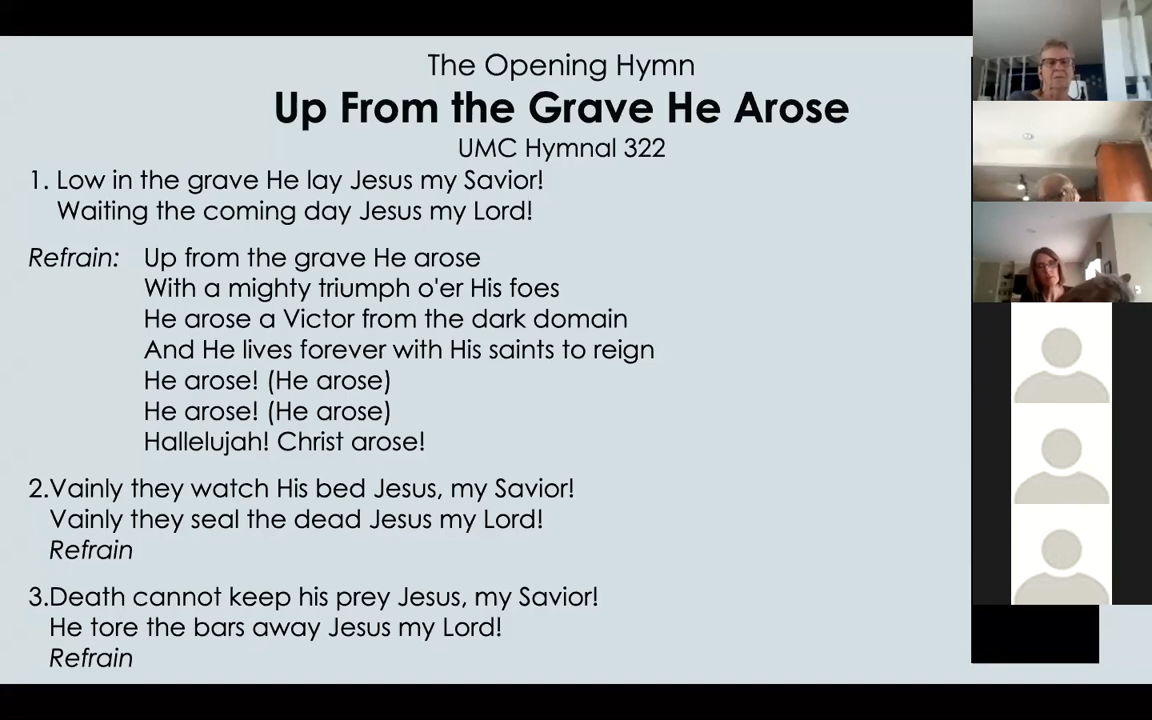 The Opening Hymn
Up From the Grave He Arose
UMC Hymnal 322
1. Low in the grave He lay Jesus my Savior!
Waiting the coming day Jesus my Lord!
Refrain: Up from the grave He arose
With a mighty triumph o'er His foes
He arose a Victor from the dark domain
And He lives forever with His saints to reign
He arose! (He arose)
He arose! (He arose)
Hallelujah! Christ arose!
2.Vainly they watch His bed Jesus, my Savior!
Vainly they seal the dead Jesus my Lord!
Refrain
3.Death cannot keep his prey Jesus, my Savior!
He tore the bars away Jesus my Lord!
Refrain